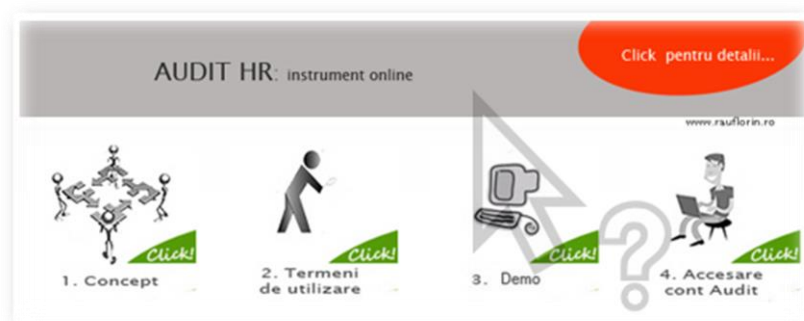 AUDIT HR: instrument online
Click pentru detalii...
www.rauflorin.ro
Click!
Click!
Click!
Click!
1. Concept
2. Termeni
de utilizare
3. Demo
4. Accesare
cont Audit
?